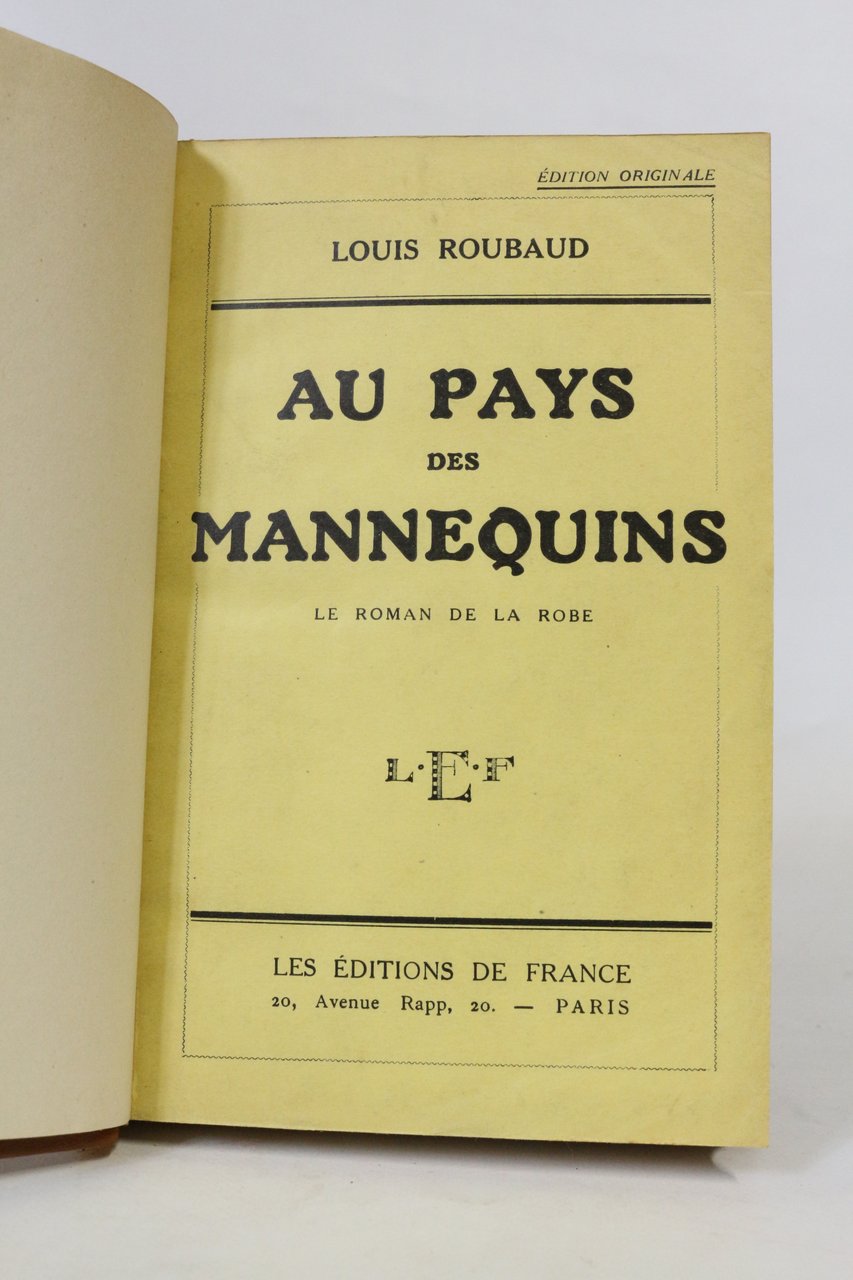 ÉDITION ORIGINALE
LOUIS ROUBAUD
AU PAYS
DES
MANNEQUINS
LE ROMAN DE LA ROBE
L·E·F
LES ÉDITIONS DE FRANCE
20, Avenue Rapp, 20. — PARIS